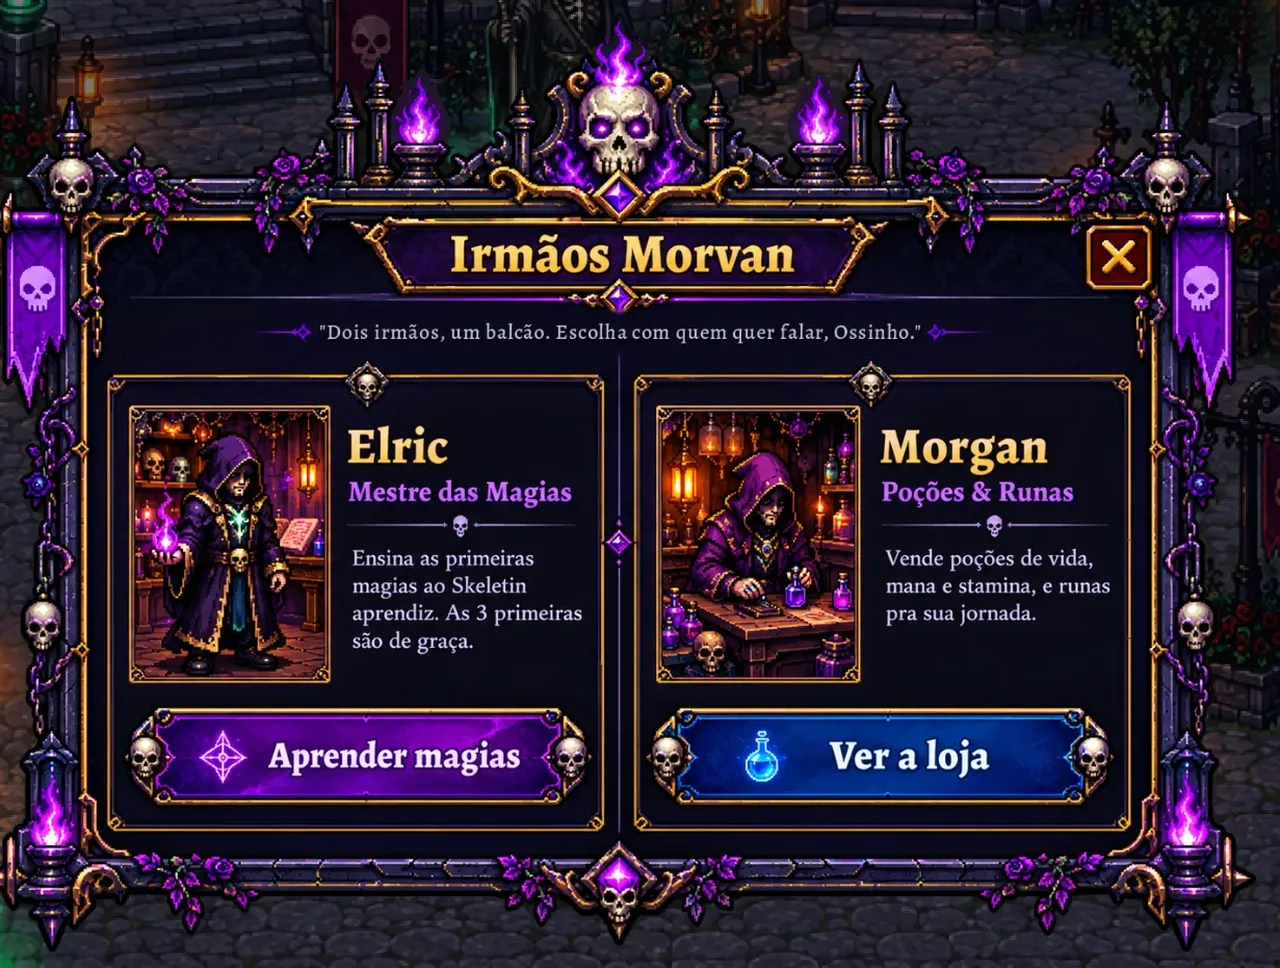 Irmãos Morvan
"Dois irmãos, um balcão. Escolha com quem quer falar, Ossinho."
Elric
Mestre das Magias
Ensina as primeiras
magias ao Skeletin
aprendiz. As 3 primeiras
são de graça.
Aprender magias
Morgan
Poções & Runas
Vende poções de vida,
mana e stamina, e runas
pra sua jornada.
Ver a loja